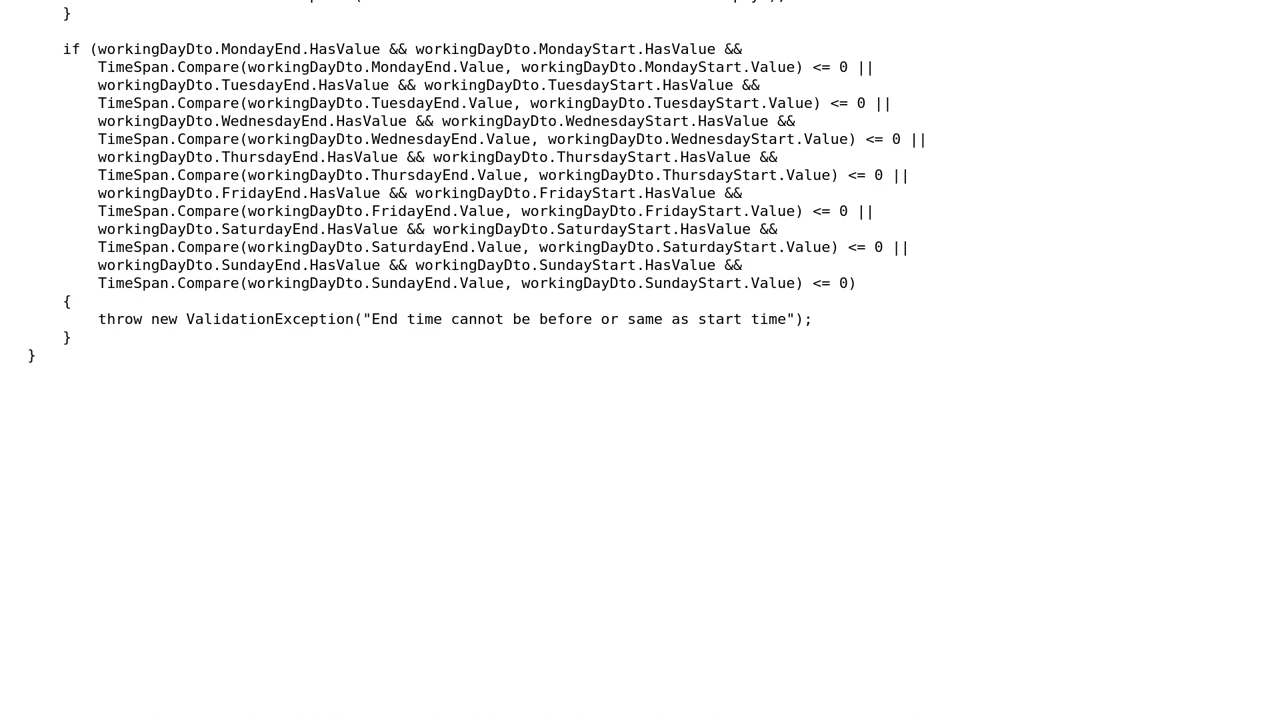 }
if (workingDayDto.MondayEnd.HasValue && workingDayDto.MondayStart.HasValue &&
TimeSpan.Compare(workingDayDto.MondayEnd.Value, workingDayDto.MondayStart.Value) <= 0 ||
workingDayDto.TuesdayEnd.HasValue && workingDayDto.TuesdayStart.HasValue &&
TimeSpan.Compare(workingDayDto.TuesdayEnd.Value, workingDayDto.TuesdayStart.Value) <= 0 ||
workingDayDto.WednesdayEnd.HasValue && workingDayDto.WednesdayStart.HasValue &&
TimeSpan.Compare(workingDayDto.WednesdayEnd.Value, workingDayDto.WednesdayStart.Value) <= 0 ||
workingDayDto.ThursdayEnd.HasValue && workingDayDto.ThursdayStart.HasValue &&
TimeSpan.Compare(workingDayDto.ThursdayEnd.Value, workingDayDto.ThursdayStart.Value) <= 0 ||
workingDayDto.FridayEnd.HasValue && workingDayDto.FridayStart.HasValue &&
TimeSpan.Compare(workingDayDto.FridayEnd.Value, workingDayDto.FridayStart.Value) <= 0 ||
workingDayDto.SaturdayEnd.HasValue && workingDayDto.SaturdayStart.HasValue &&
TimeSpan.Compare(workingDayDto.SaturdayEnd.Value, workingDayDto.SaturdayStart.Value) <= 0 ||
workingDayDto.SundayEnd.HasValue && workingDayDto.SundayStart.HasValue &&
TimeSpan.Compare(workingDayDto.SundayEnd.Value, workingDayDto.SundayStart.Value) <= 0)
{
throw new ValidationException("End time cannot be before or same as start time");
}
}